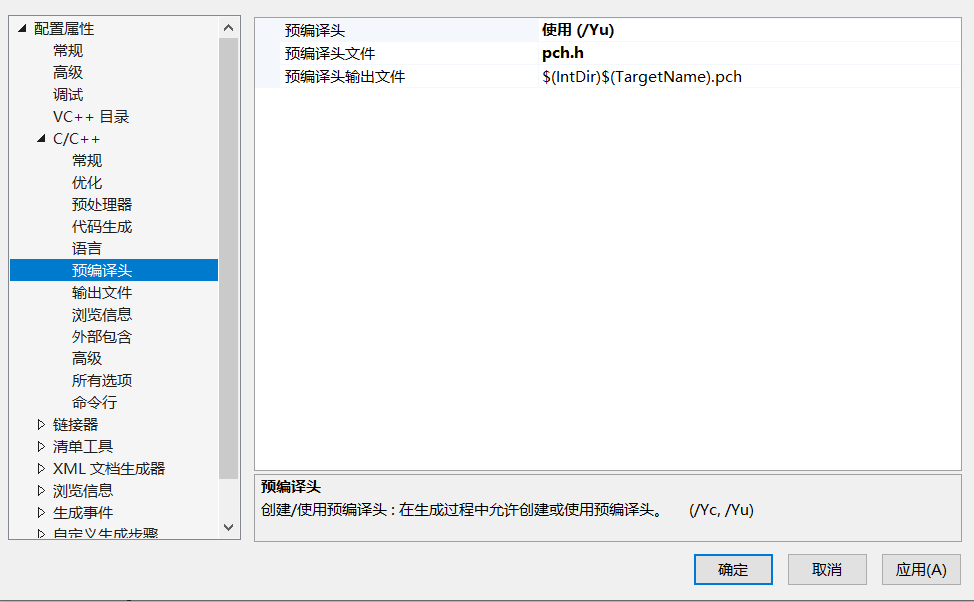 配置属性
常规
高级
调试
VC++ 目录
C/C++
常规
优化
预处理器
代码生成
语言
预编译头
输出文件
浏览信息
外部包含
高级
所有选项
命令行
链接器
清单工具
XML 文档生成器
浏览信息
生成事件
自定义生成步骤
预编译头 使用 (/Yu)
预编译头文件 pch.h
预编译头输出文件 $(IntDir)$(TargetName).pch
预编译头
创建/使用预编译头 : 在生成过程中允许创建或使用预编译头。 (/Yc, /Yu)
确定 取消 应用(A)